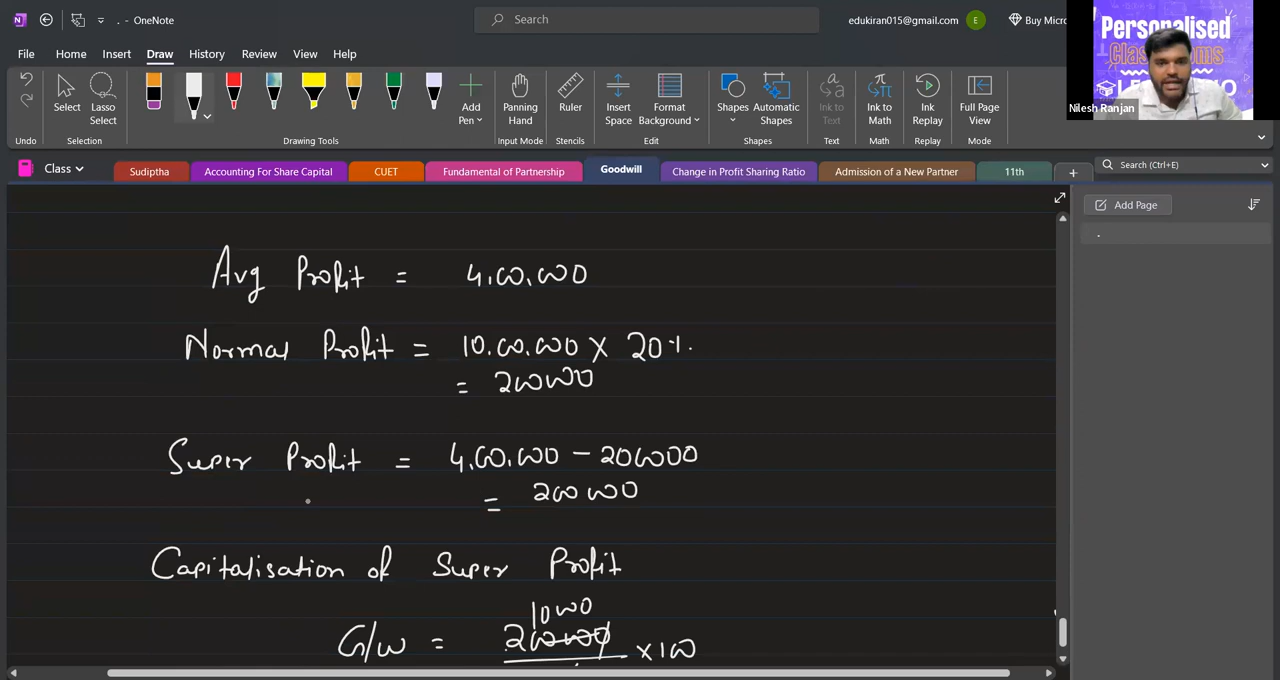 . - OneNote
Search
edukiran015@gmail.com
E
Buy Micro
File Home Insert Draw History Review View Help
Undo
Select
Lasso Select
Selection
Drawing Tools
Add Pen
Panning Hand
Input Mode
Ruler
Stencils
Insert Space
Format Background
Edit
Shapes
Automatic Shapes
Shapes
Ink to Text
Text
Ink to Math
Math
Ink Replay
Replay
Full Page View
Mode
Personalised
Nilesh Ranjan
Class
Sudiptha
Accounting For Share Capital
CUET
Fundamental of Partnership
Goodwill
Change in Profit Sharing Ratio
Admission of a New Partner
11th
+
Search (Ctrl+E)
Add Page
.
Avg Profit = 4,00,000
Normal Profit = 10,00,000 X 20%
= 200000
Super Profit = 4,00,000 - 200000
= 200000
Capitalisation of Super Profit
10000
G/w = 200000 x 100